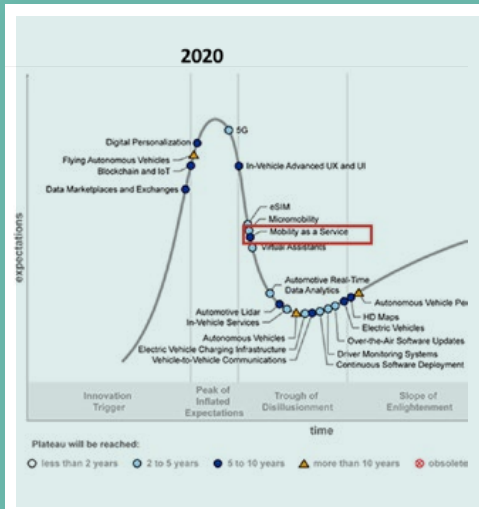 2020
5G
Digital Personalization
Flying Autonomous Vehicles
Blockchain and IoT
In-Vehicle Advanced UX and UI
Data Marketplaces and Exchanges
eSIM
Micromobility
Mobility as a Service
Virtual Assistants
expectations
Automotive Real-Time
Data Analytics
Automotive Lidar
Autonomous Vehicle Per
In-Vehicle Services
HD Maps
Electric Vehicles
Autonomous Vehicles
Over-the-Air Software Updates
Electric Vehicle Charging Infrastructure
Driver Monitoring Systems
Vehicle-to-Vehicle Communications
Continuous Software Deployment
Innovation
Trigger
Peak of
Inflated
Expectations
Trough of
Disillusionment
Slope of
Enlightenment
time
Plateau will be reached:
less than 2 years
2 to 5 years
5 to 10 years
more than 10 years
obsolete